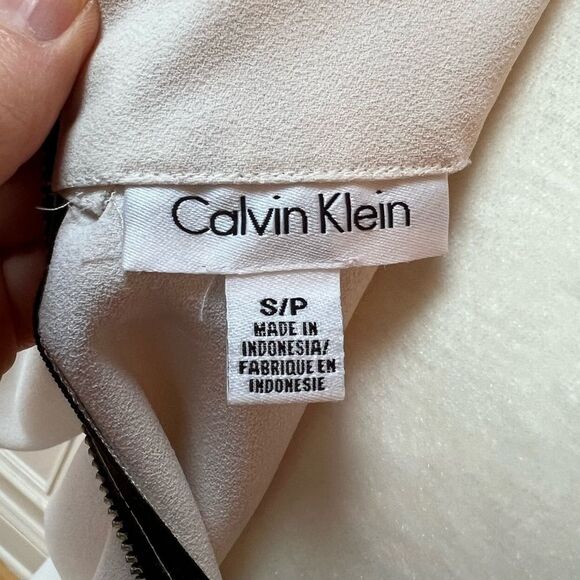 Calvin Klein
S/P
MADE IN
INDONESIA/
FABRIQUE EN
INDONESIE